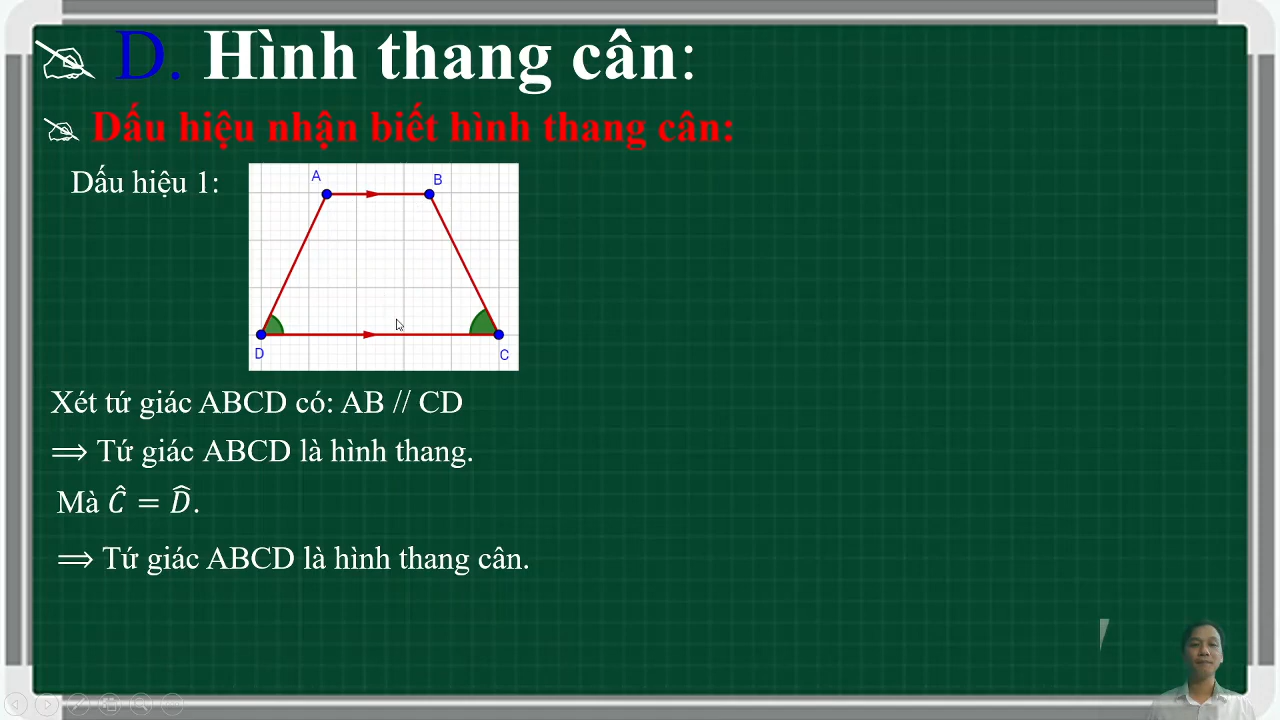 D. Hình thang cân:
Dấu hiệu nhận biết hình thang cân:
Dấu hiệu 1:
A
B
D
C
Xét tứ giác ABCD có: AB // CD
⟹ Tứ giác ABCD là hình thang.
Mà Ĉ = D̂.
⟹ Tứ giác ABCD là hình thang cân.